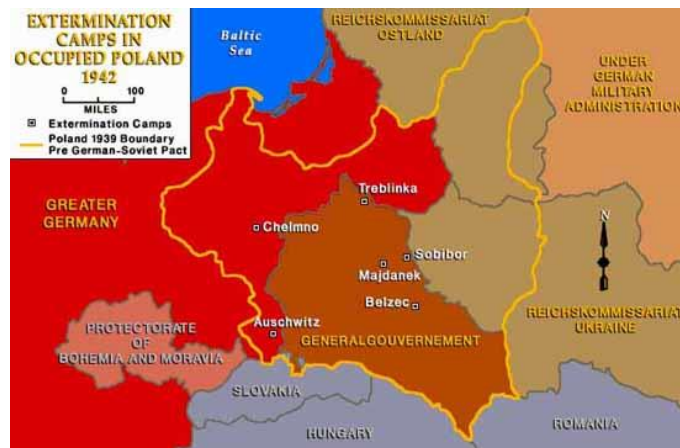 EXTERMINATION
CAMPS IN
OCCUPIED POLAND
1942
0 100
MILES
Extermination Camps
Poland 1939 Boundary
Pre German-Soviet Pact
Baltic
Sea
REICHSKOMMISSARIAT
OSTLAND
UNDER
GERMAN
MILITARY
ADMINISTRATION
GREATER
GERMANY
Treblinka
Chelmno
Sobibor
Majdanek
Belzec
N
Auschwitz
GENERALGOUVERNEMENT
REICHSKOMMISSARIAT
UKRAINE
PROTECTORATE
OF
BOHEMIA AND MORAVIA
SLOVAKIA
HUNGARY
ROMANIA